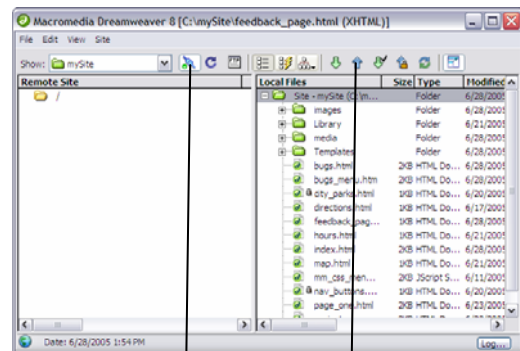 Macromedia Dreamweaver 8 [C:\mySite\feedback_page.html (XHTML)]
File Edit View Site
Show: mySite
Remote Site
/
Local Files Size Type Modified
Site - mySite (C:\m... Folder 6/28/2005
images Folder 6/28/2005
Library Folder 6/21/2005
media Folder 6/28/2005
Templates Folder 6/28/2005
bugs.html 2KB HTML Do... 6/28/2005
bugs_menu.htm 2KB HTML Do... 6/28/2005
city_parks.html 2KB HTML Do... 6/20/2005
directions.html 1KB HTML Do... 6/17/2005
feedback_pag... 1KB HTML Do... 6/28/2005
hours.html 1KB HTML Do... 6/21/2005
index.html 2KB HTML Do... 6/28/2005
map.html 1KB HTML Do... 6/21/2005
mm_css_men... 2KB JScript S... 6/11/2005
nav_buttons.... 1KB HTML Do... 6/20/2005
page_one.html 2KB HTML Do... 6/23/2005
Date: 6/28/2005 1:54 PM
Log...